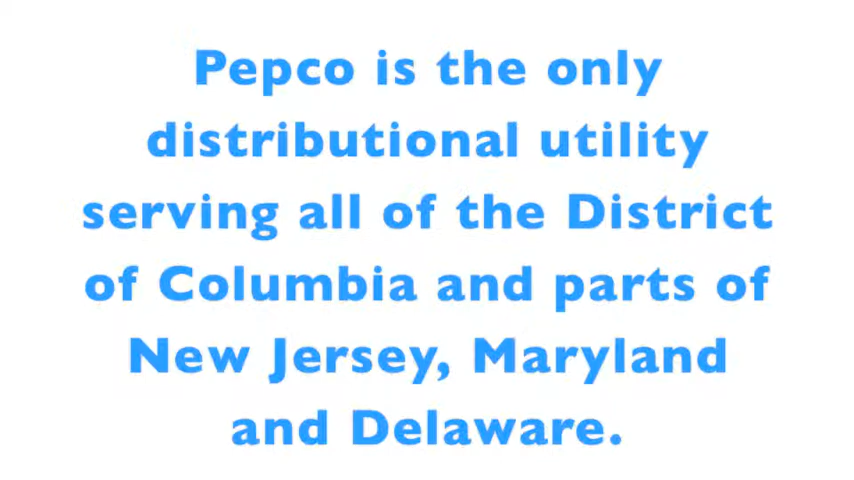 Pepco is the only
distributional utility
serving all of the District
of Columbia and parts of
New Jersey, Maryland
and Delaware.